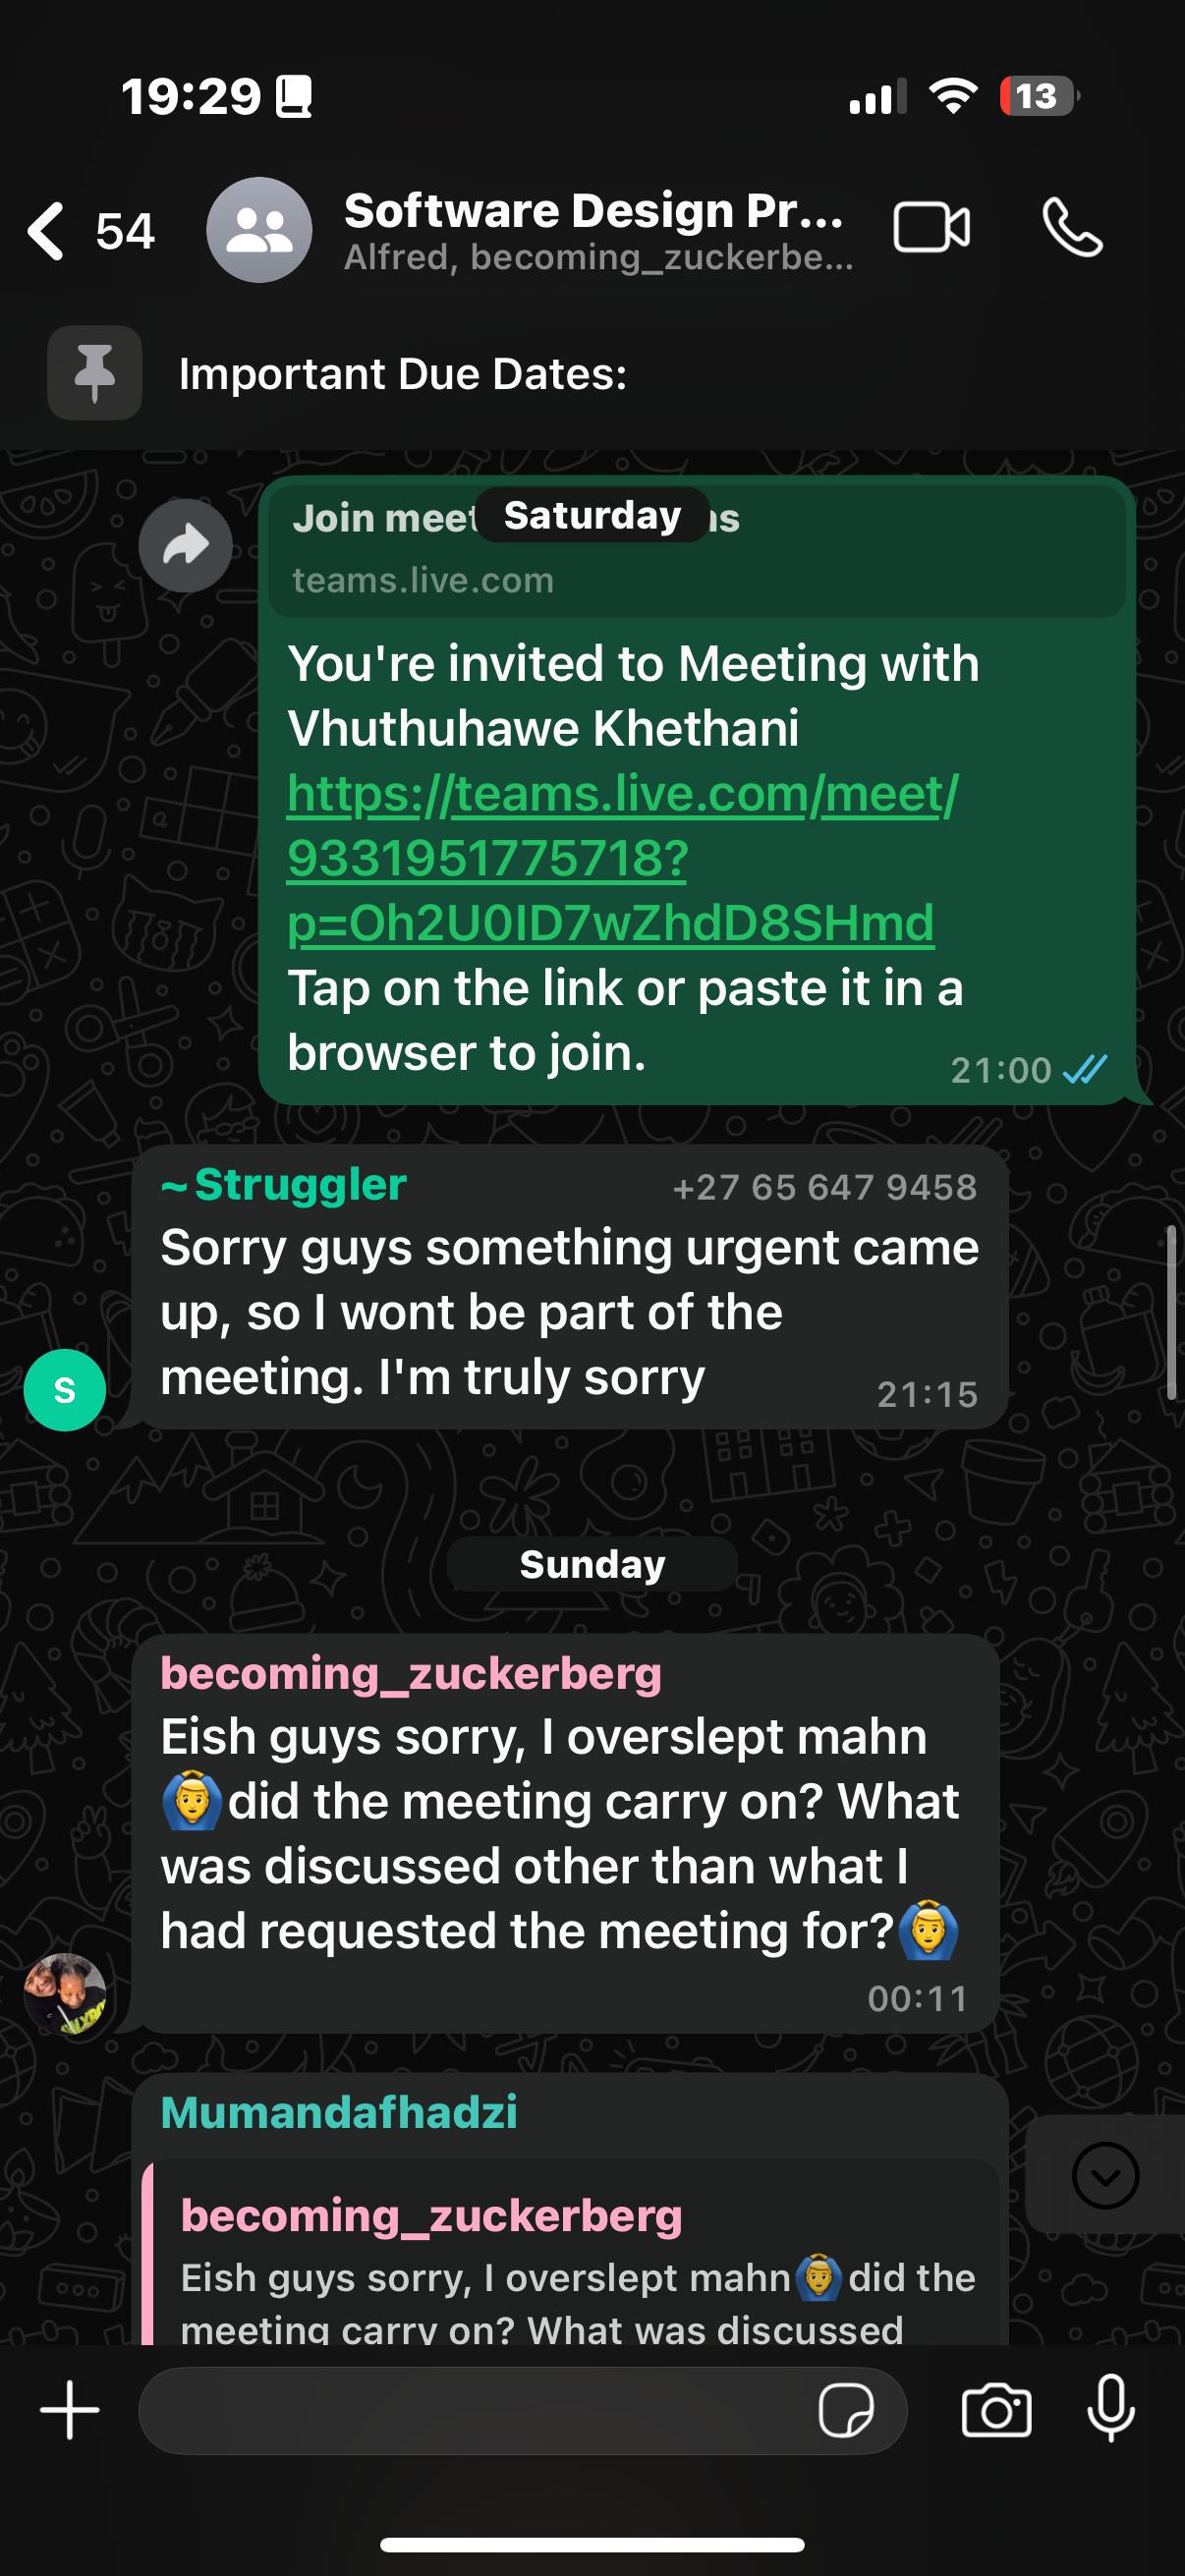 19:29
13
54
Software Design Pr...
Alfred, becoming_zuckerbe...
Important Due Dates:
Join meet
Saturday
ns
teams.live.com
You're invited to Meeting with
Vhuthuhawe Khethani
https://teams.live.com/meet/
9331951775718?
p=Oh2U0ID7wZhdD8SHmd
Tap on the link or paste it in a
browser to join.
21:00
~Struggler
+27 65 647 9458
Sorry guys something urgent came
up, so I wont be part of the
meeting. I'm truly sorry
21:15
S
Sunday
becoming_zuckerberg
Eish guys sorry, I overslept mahn
🙆‍♂️did the meeting carry on? What
was discussed other than what I
had requested the meeting for?🙆‍♂️
00:11
Mumandafhadzi
becoming_zuckerberg
Eish guys sorry, I overslept mahn🙆‍♂️did the
meeting carry on? What was discussed